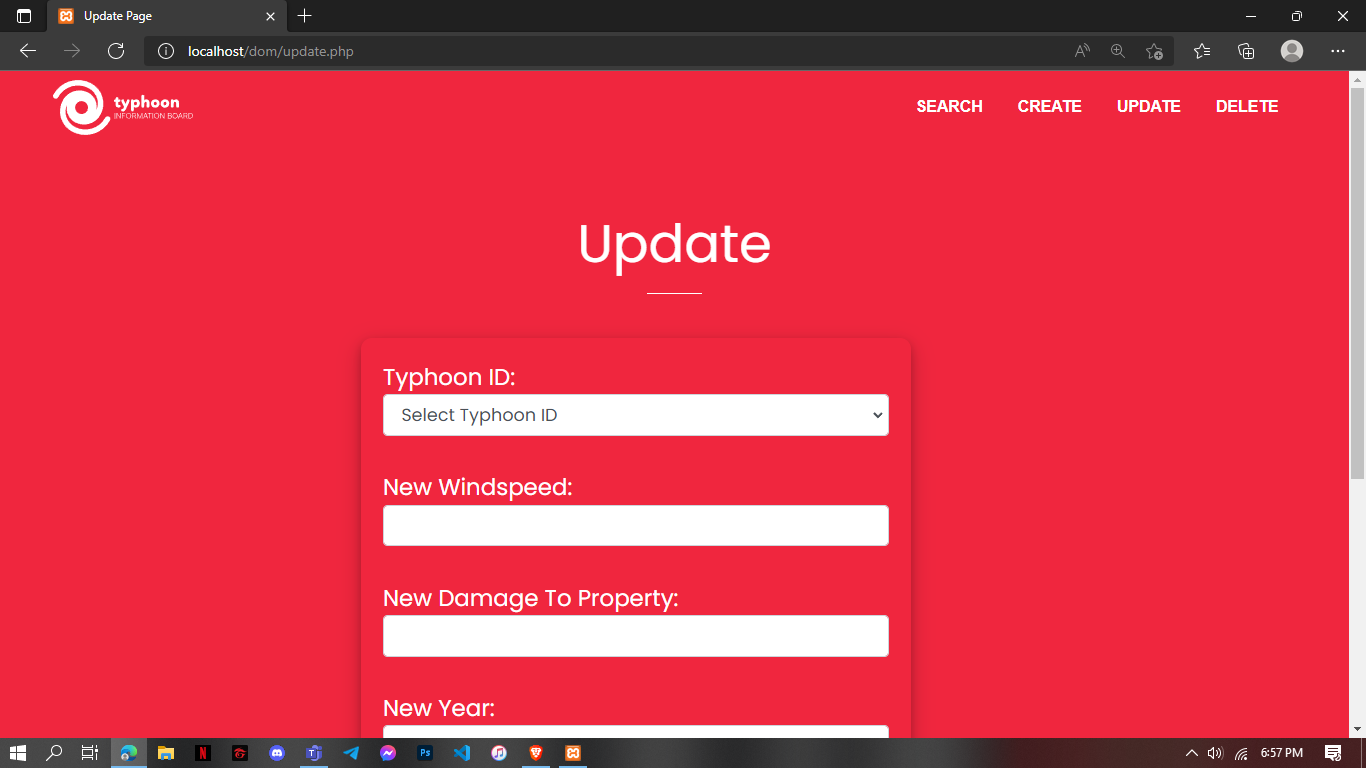 Update Page
localhost/dom/update.php
typhoon
INFORMATION BOARD
SEARCH CREATE UPDATE DELETE
Update
Typhoon ID:
Select Typhoon ID
New Windspeed:
New Damage To Property:
New Year:
N
Ps
6:57 PM